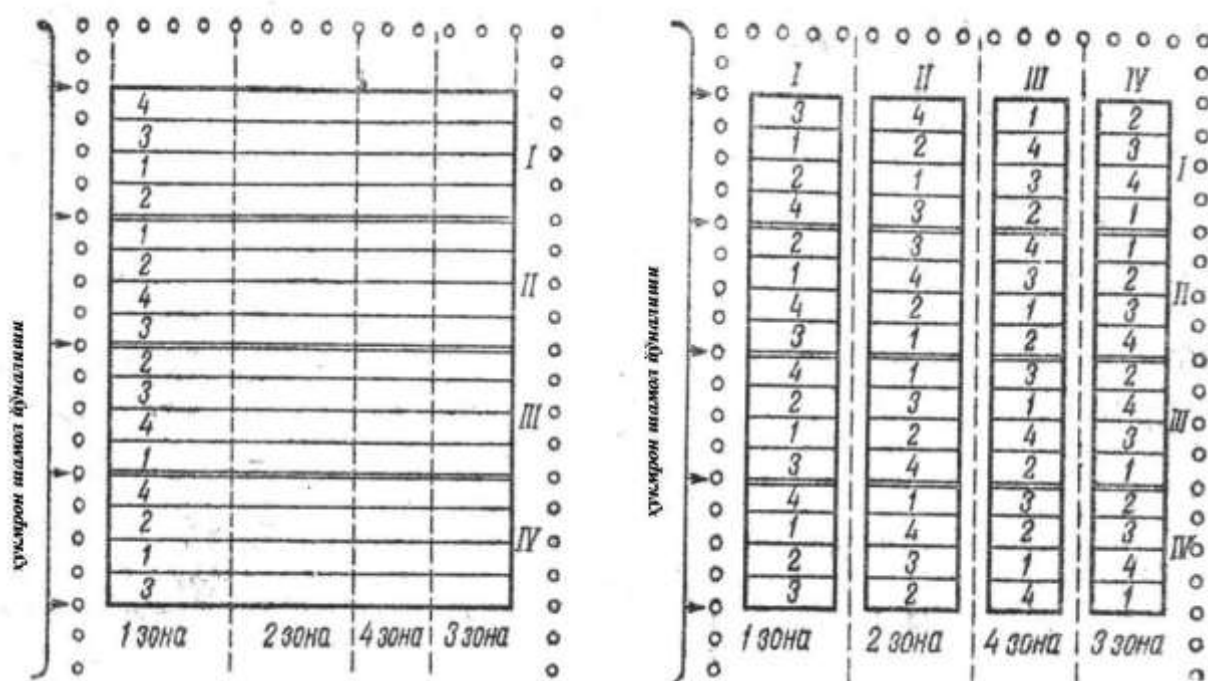 ҳукмрон шамол йўналиши
4
3
1
2
I
1
2
4
3
II
2
3
4
1
III
4
2
1
3
IV
1 зона 2 зона 4 зона 3 зона
ҳукмрон шамол йўналиши
I II III IV
3 4 1 2
1 2 4 3
I
2 1 3 4
4 3 2 1
2 3 4 1
1 4 3 2
II
4 2 1 3
3 1 2 4
4 1 3 2
2 3 1 4
III
1 2 4 3
3 4 2 1
4 1 3 2
1 4 2 3
IV
2 3 1 4
3 2 4 1
1 зона 2 зона 4 зона 3 зона